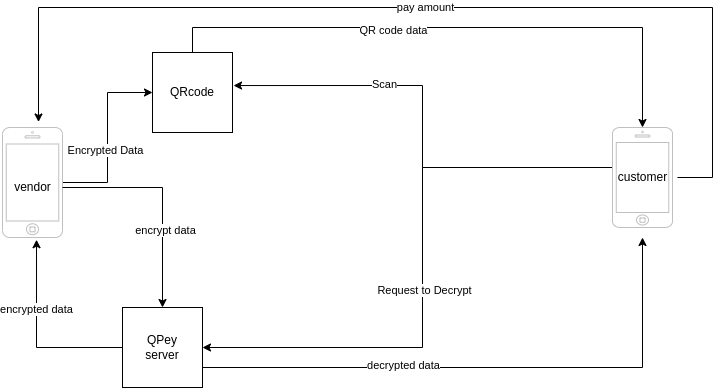 pay amount
QR code data
Scan
QRcode
Encrypted Data
vendor
customer
encrypt data
Request to Decrypt
encrypted data
QPey
server
decrypted data